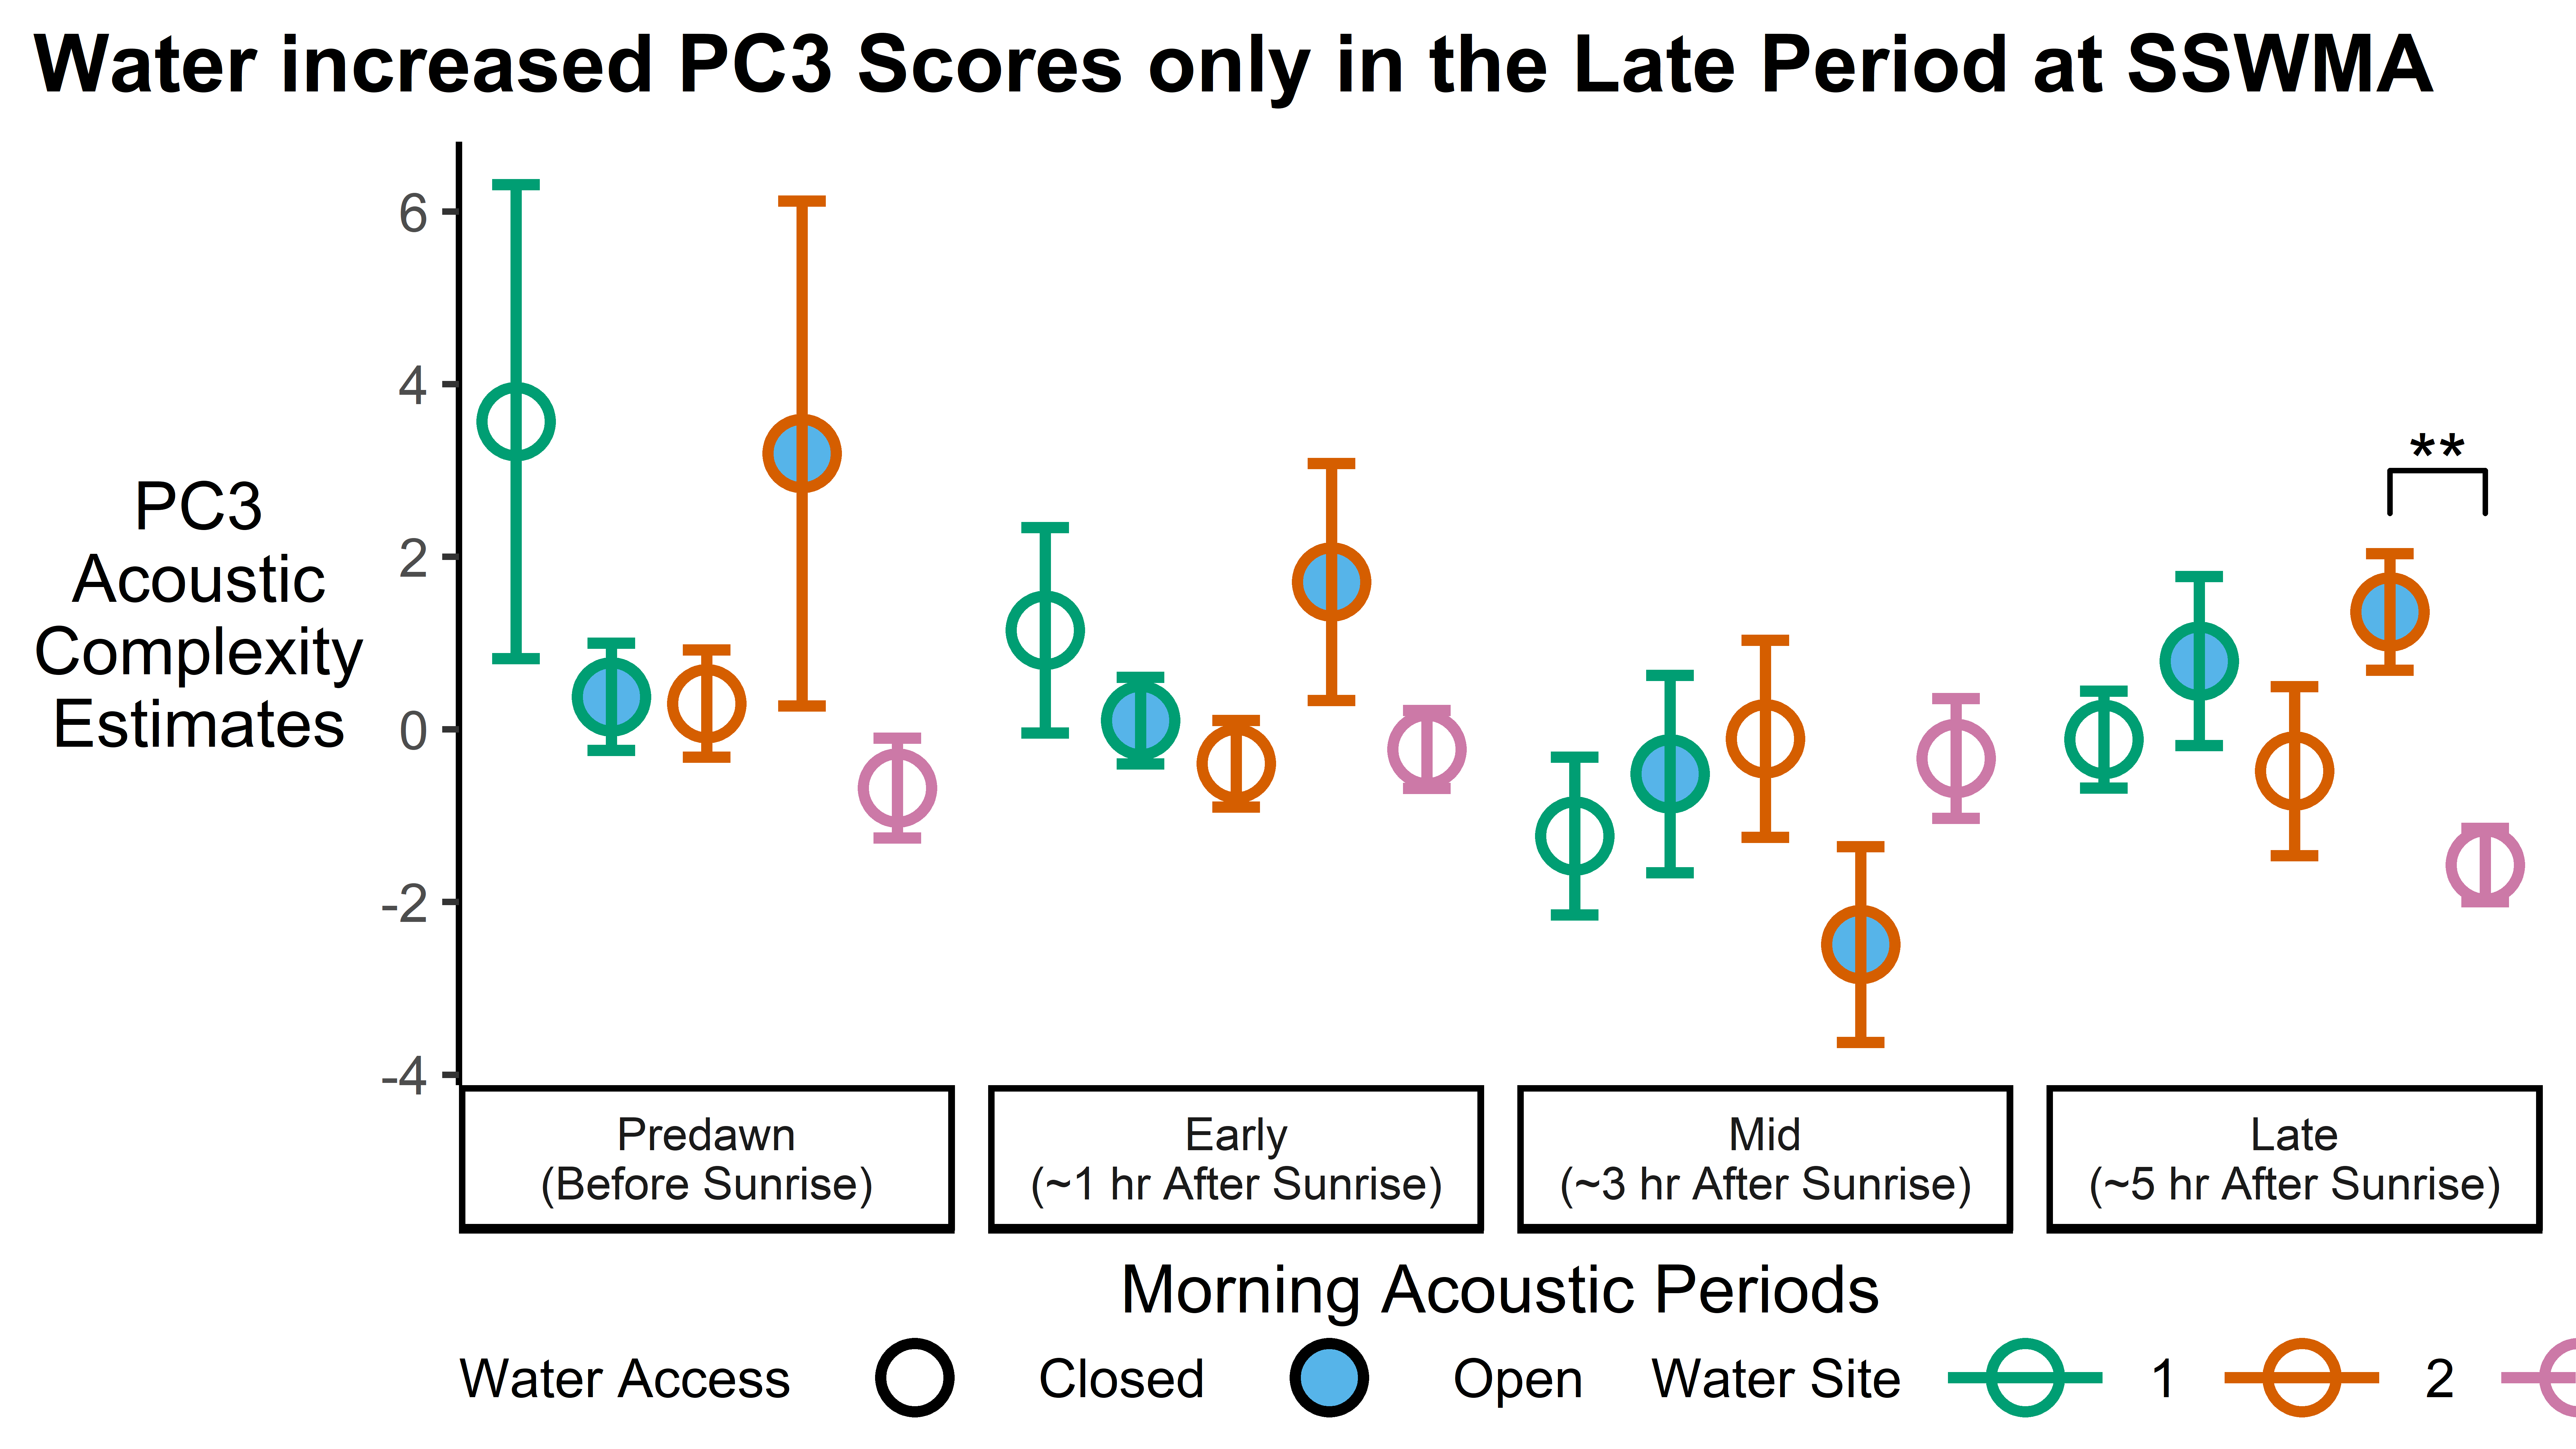 Water increased PC3 Scores only in the Late Period at SSWMA
PC3
Acoustic
Complexity
Estimates
6
4
2
0
-2
-4
**
Predawn
(Before Sunrise)
Early
(~1 hr After Sunrise)
Mid
(~3 hr After Sunrise)
Late
(~5 hr After Sunrise)
Morning Acoustic Periods
Water Access Closed Open Water Site 1 2